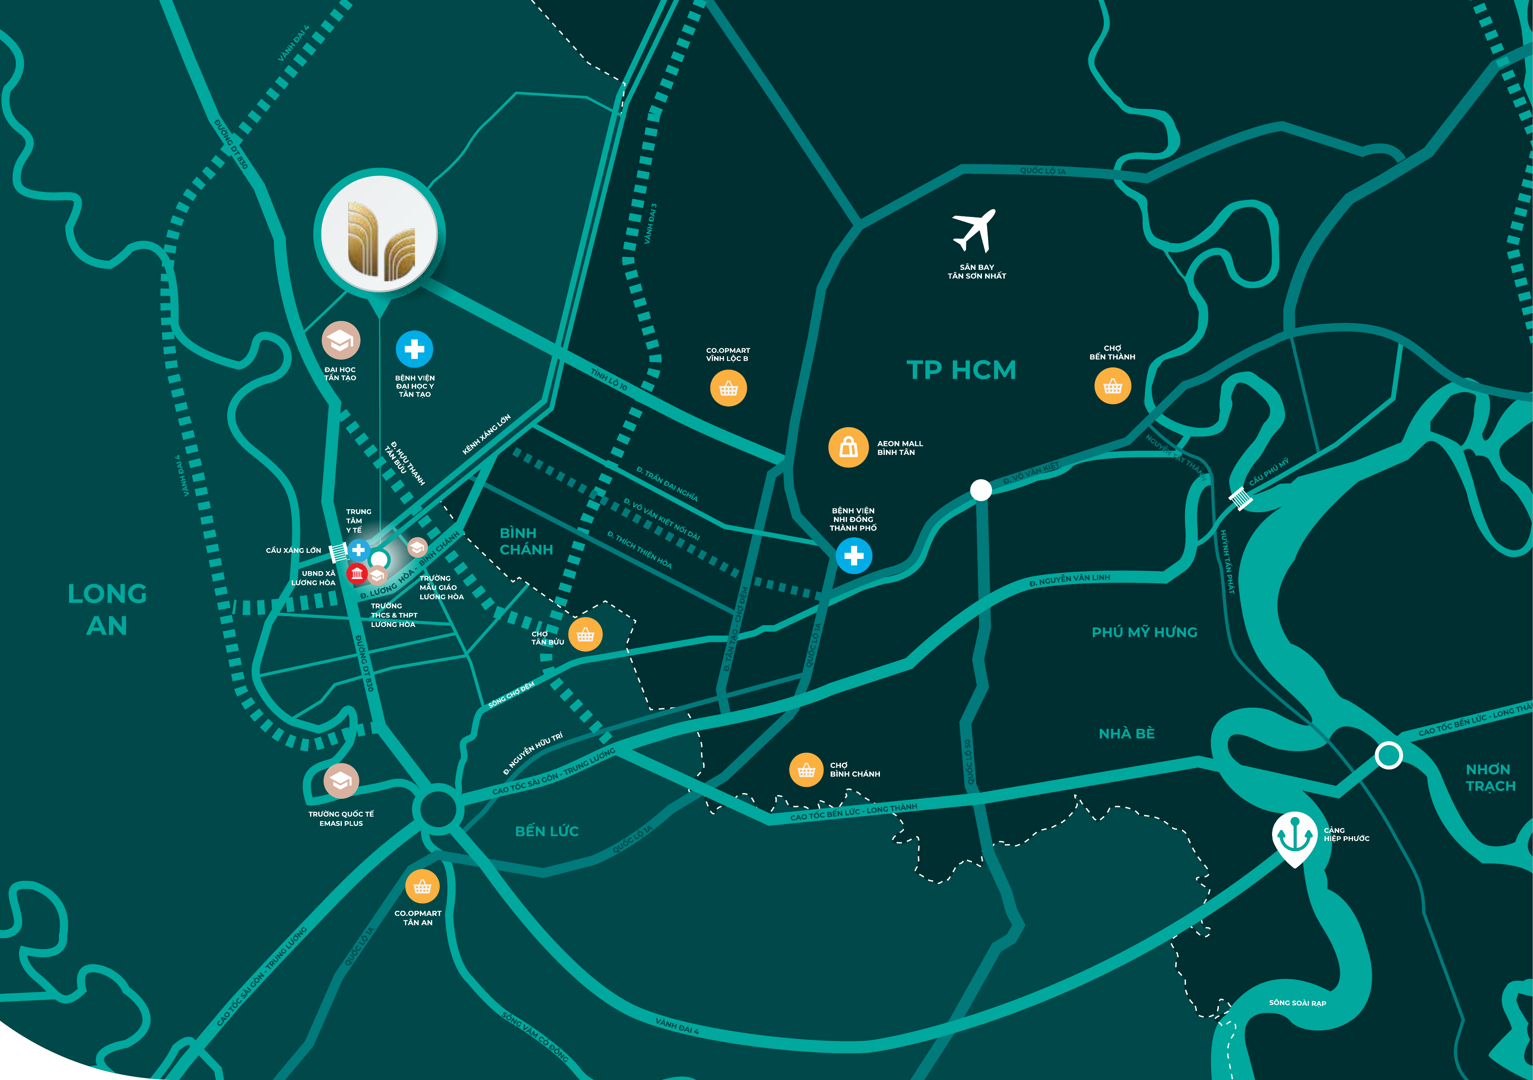 VÀNH ĐAI 4
ĐƯỜNG DT 830
VÀNH ĐAI 3
QUỐC LỘ 1A
SÂN BAY
TÂN SƠN NHẤT
ĐẠI HỌC
TÂN TẠO
BỆNH VIỆN
ĐẠI HỌC Y
TÂN TẠO
CO.OPMART
VĨNH LỘC B
TP HCM
CHỢ
BẾN THÀNH
TỈNH LỘ 10
KÊNH XÁNG LỚN
Đ. HỰU THẠNH
TÂN BỬU
AEON MALL
BÌNH TÂN
VÀNH ĐAI 4
Đ. TRẦN ĐẠI NGHĨA
Đ. VÕ VĂN KIỆT NỐI DÀI
Đ. THÍCH THIỆN HÒA
Đ. VÕ VĂN KIỆT
NGUYỄN TẤT THÀNH
CẦU PHÚ MỸ
BỆNH VIỆN
NHI ĐỒNG
THÀNH PHỐ
TRUNG
TÂM
Y TẾ
CẦU XÁNG LỚN
UBND XÃ
LƯƠNG HÒA
Đ. LƯƠNG HÒA - BÌNH CHÁNH
TRƯỜNG
MẪU GIÁO
LƯƠNG HÒA
TRƯỜNG
THCS & THPT
LƯƠNG HÒA
BÌNH
CHÁNH
LONG
AN
HUỲNH TẤN PHÁT
Đ. NGUYỄN VĂN LINH
CHỢ
TÂN BỬU
Đ. TÂN TẠO - CHỢ ĐỆM
QUỐC LỘ 1A
PHÚ MỸ HƯNG
ĐƯỜNG DT 830
SÔNG CHỢ ĐỆM
Đ. NGUYỄN HỮU TRÍ
CAO TỐC SÀI GÒN - TRUNG LƯƠNG
QUỐC LỘ 50
NHÀ BÈ
CAO TỐC BẾN LỨC - LONG THÀNH
NHƠN
TRẠCH
CHỢ
BÌNH CHÁNH
CAO TỐC BẾN LỨC - LONG THÀNH
TRƯỜNG QUỐC TẾ
EMASI PLUS
BẾN LỨC
QUỐC LỘ 1A
CẢNG
HIỆP PHƯỚC
CO.OPMART
TÂN AN
QUỐC LỘ 1A
CAO TỐC SÀI GÒN - TRUNG LƯƠNG
SÔNG VÀM CỎ ĐÔNG
VÀNH ĐAI 4
SÔNG SOÀI RẠP